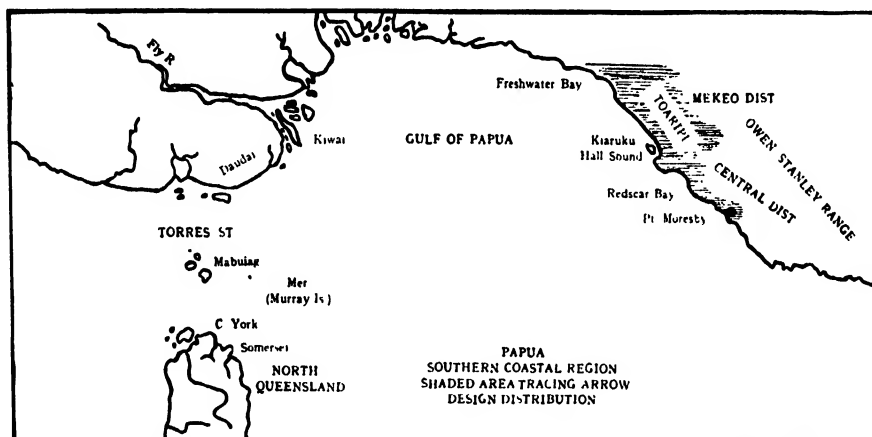 Fly R
Freshwater Bay
MEKEO DIST
TOARIPI
Kiwai
GULF OF PAPUA
OWEN STANLEY RANGE
Daudai
Kiaruku
Hall Sound
CENTRAL DIST
Redscar Bay
Pt Moresby
TORRES ST
Mabuiag
Mer
(Murray Is)
C York
Somerset
NORTH
QUEENSLAND
PAPUA
SOUTHERN COASTAL REGION
SHADED AREA TRACING ARROW
DESIGN DISTRIBUTION